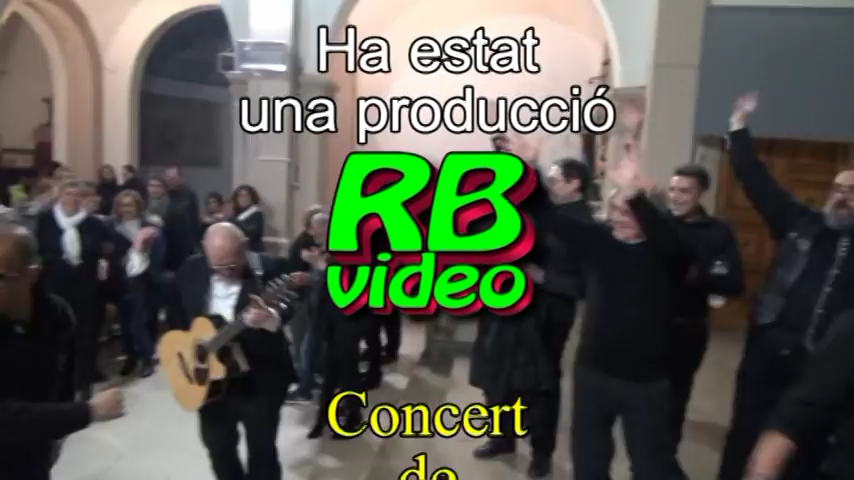 Ha estat
una producció
RB
video
Concert